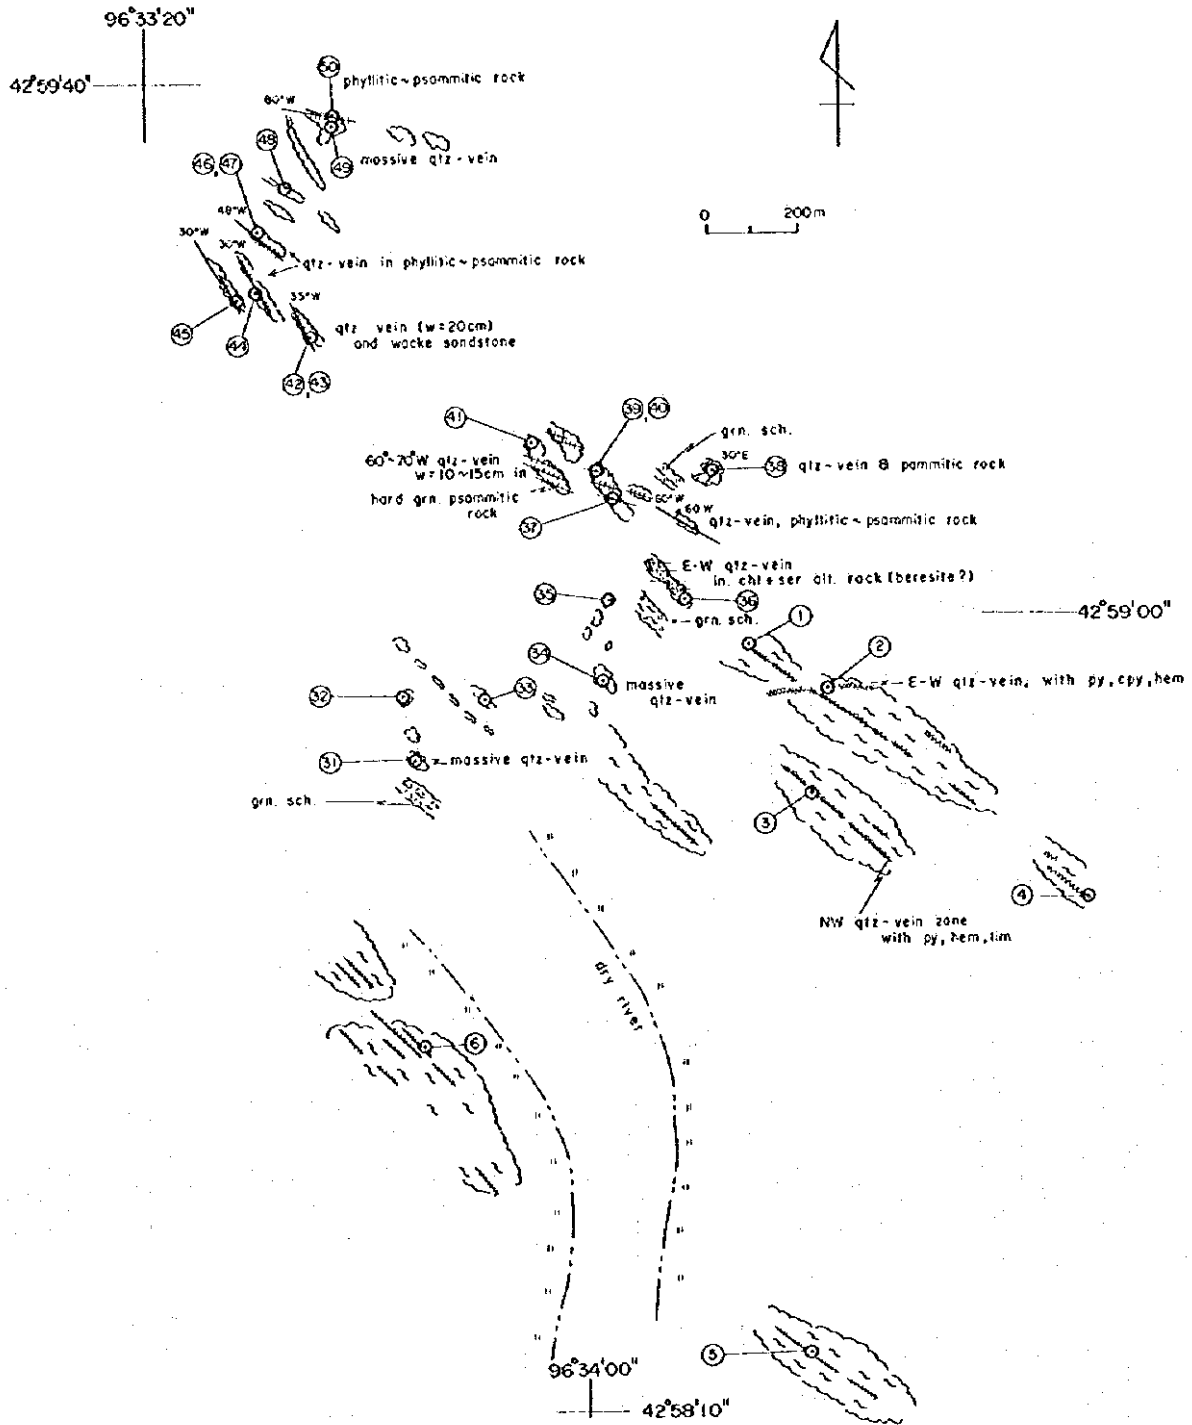 96°33'20"
42°59'40"
50
phyllitic~psammitic rock
80°W
48
49
massive qtz-vein
46, 47
0 200m
48°W
30°W
30°W
qtz-vein in phyllitic~psammitic rock
35°W
45
44
qtz vein (w=20cm)
and wacke sandstone
42, 43
41
39, 40
grn. sch.
30°E
38 qtz-vein & pammitic rock
60°~70°W qtz-vein
w=10~15cm in
hard grn. psammitic
rock
60°W
60W
37
qtz-vein, phyllitic~psammitic rock
E-W qtz-vein
in. chl+ser alt. rock (beresite?)
35
36
grn. sch.
42°59'00"
1
2
34
E-W qtz-vein, with py, cpy, hem
massive
qtz-vein
32
33
31
massive qtz-vein
grn. sch.
3
4
NW qtz-vein zone
with py, hem, lim
dry river
6
5
96°34'00"
42°58'10"